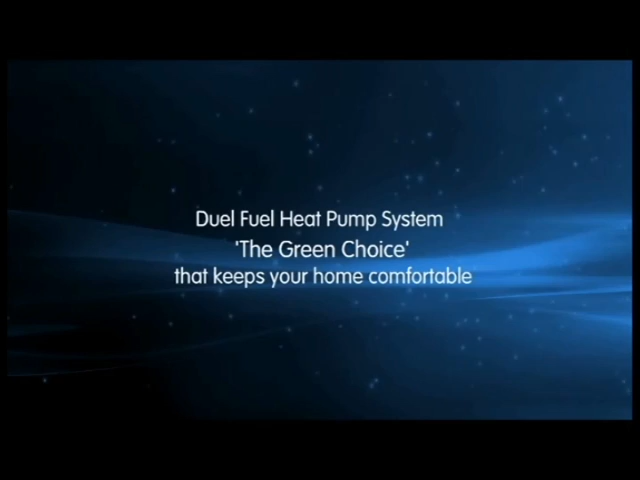 Duel Fuel Heat Pump System
'The Green Choice'
that keeps your home comfortable